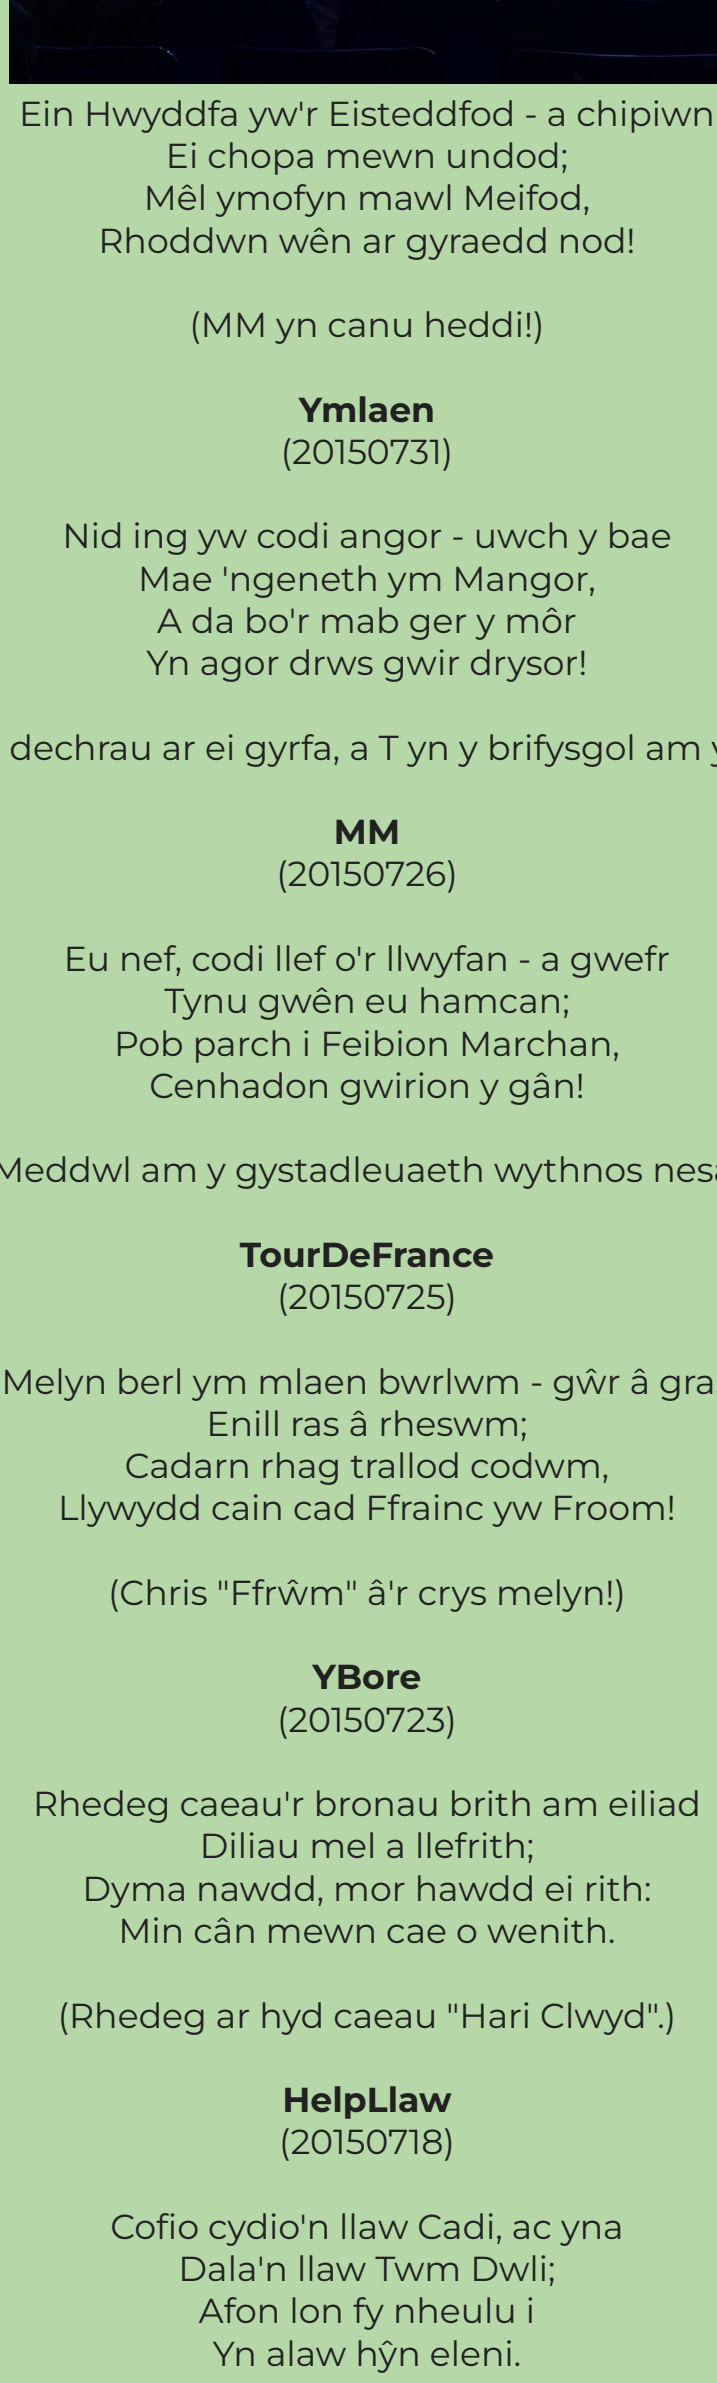 Ein Hwyddfa yw'r Eisteddfod - a chipiwn
Ei chopa mewn undod;
Mêl ymofyn mawl Meifod,
Rhoddwn wên ar gyraedd nod!
(MM yn canu heddi!)
Ymlaen
(20150731)
Nid ing yw codi angor - uwch y bae
Mae 'ngeneth ym Mangor,
A da bo'r mab ger y môr
Yn agor drws gwir drysor!
dechrau ar ei gyrfa, a T yn y brifysgol am
MM
(20150726)
Eu nef, codi llef o'r llwyfan - a gwefr
Tynu gwên eu hamcan;
Pob parch i Feibion Marchan,
Cenhadon gwirion y gân!
Meddwl am y gystadleuaeth wythnos
TourDeFrance
(20150725)
Melyn berl ym mlaen bwrlwm - gŵr â
Enill ras â rheswm;
Cadarn rhag trallod codwm,
Llywydd cain cad Ffrainc yw Froom!
(Chris "Ffrŵm" â'r crys melyn!)
YBore
(20150723)
Rhedeg caeau'r bronau brith am eiliad
Diliau mel a llefrith;
Dyma nawdd, mor hawdd ei rith:
Min cân mewn cae o wenith.
(Rhedeg ar hyd caeau "Hari Clwyd".)
HelpLlaw
(20150718)
Cofio cydio'n llaw Cadi, ac yna
Dala'n llaw Twm Dwli;
Afon lon fy nheulu i
Yn alaw hŷn eleni.